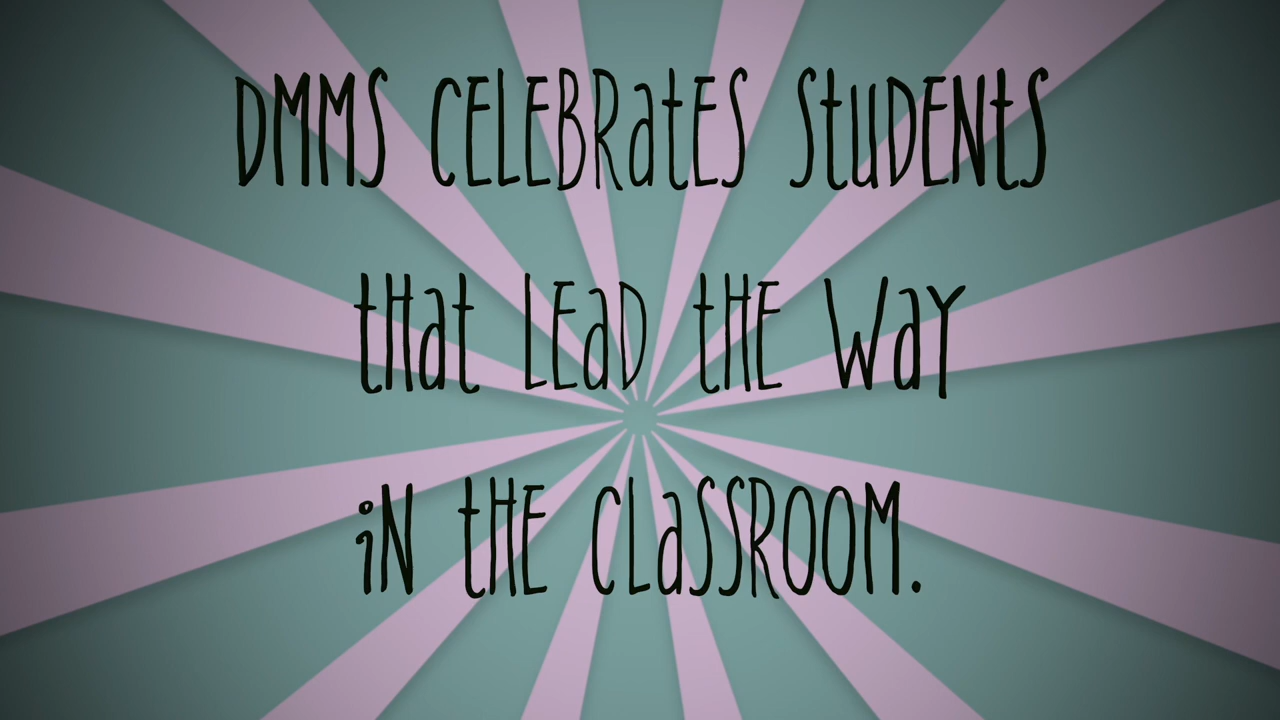 DMMS CELEBRatES StUDENtS
tHat LEaD tHE WaY
iN tHE CLaSSROOM.